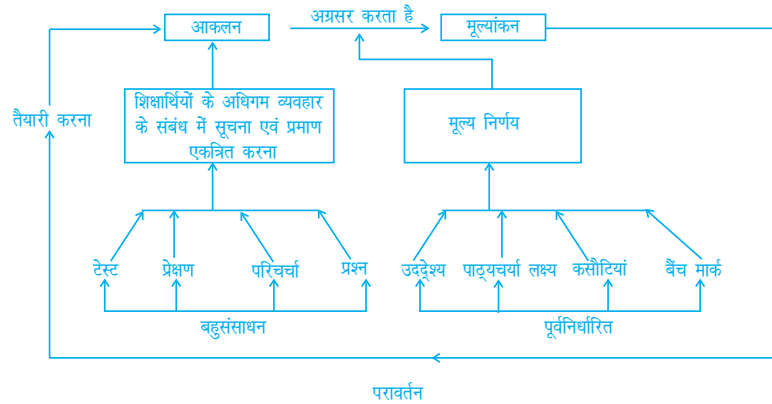 अग्रसर करता है
आकलन
मूल्यांकन
तैयारी करना
शिक्षार्थियों के अधिगम व्यवहार
के संबंध में सूचना एवं प्रमाण
एकत्रित करना
मूल्य निर्णय
टेस्ट
प्रेक्षण
परिचर्चा
प्रश्न
उद्देश्य
पाठ्यचर्या लक्ष्य
कसौटियां
बैंच मार्क
बहुसंसाधन
पूर्वनिर्धारित
परावर्तन